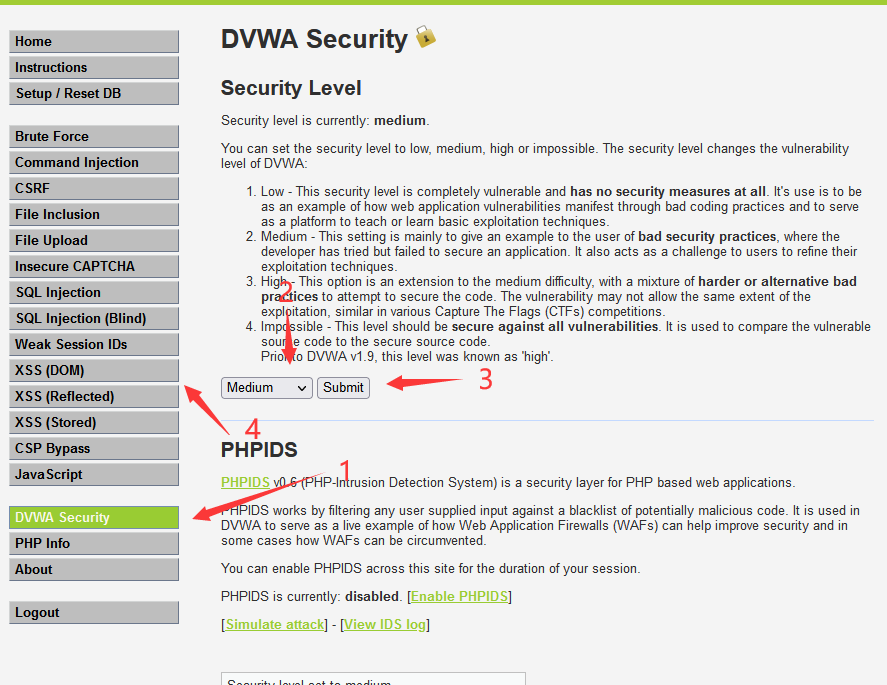 Home
Instructions
Setup / Reset DB
Brute Force
Command Injection
CSRF
File Inclusion
File Upload
Insecure CAPTCHA
SQL Injection
SQL Injection (Blind)
Weak Session IDs
XSS (DOM)
XSS (Reflected)
XSS (Stored)
CSP Bypass
JavaScript
DVWA Security
PHP Info
About
Logout
DVWA Security
Security Level
Security level is currently: medium.
You can set the security level to low, medium, high or impossible. The security level changes the vulnerability
level of DVWA:
1. Low - This security level is completely vulnerable and has no security measures at all. It's use is to be
as an example of how web application vulnerabilities manifest through bad coding practices and to serve
as a platform to teach or learn basic exploitation techniques.
2. Medium - This setting is mainly to give an example to the user of bad security practices, where the
developer has tried but failed to secure an application. It also acts as a challenge to users to refine their
exploitation techniques.
3. High - This option is an extension to the medium difficulty, with a mixture of harder or alternative bad
practices to attempt to secure the code. The vulnerability may not allow the same extent of the
exploitation, similar in various Capture The Flags (CTFs) competitions.
4. Impossible - This level should be secure against all vulnerabilities. It is used to compare the vulnerable
source code to the secure source code.
Prior to DVWA v1.9, this level was known as 'high'.
2
Medium
Submit
3
4
PHPIDS
1
PHPIDS v0.6 (PHP-Intrusion Detection System) is a security layer for PHP based web applications.
PHPIDS works by filtering any user supplied input against a blacklist of potentially malicious code. It is used in
DVWA to serve as a live example of how Web Application Firewalls (WAFs) can help improve security and in
some cases how WAFs can be circumvented.
You can enable PHPIDS across this site for the duration of your session.
PHPIDS is currently: disabled. [Enable PHPIDS]
[Simulate attack] - [View IDS log]
Security level set to medium